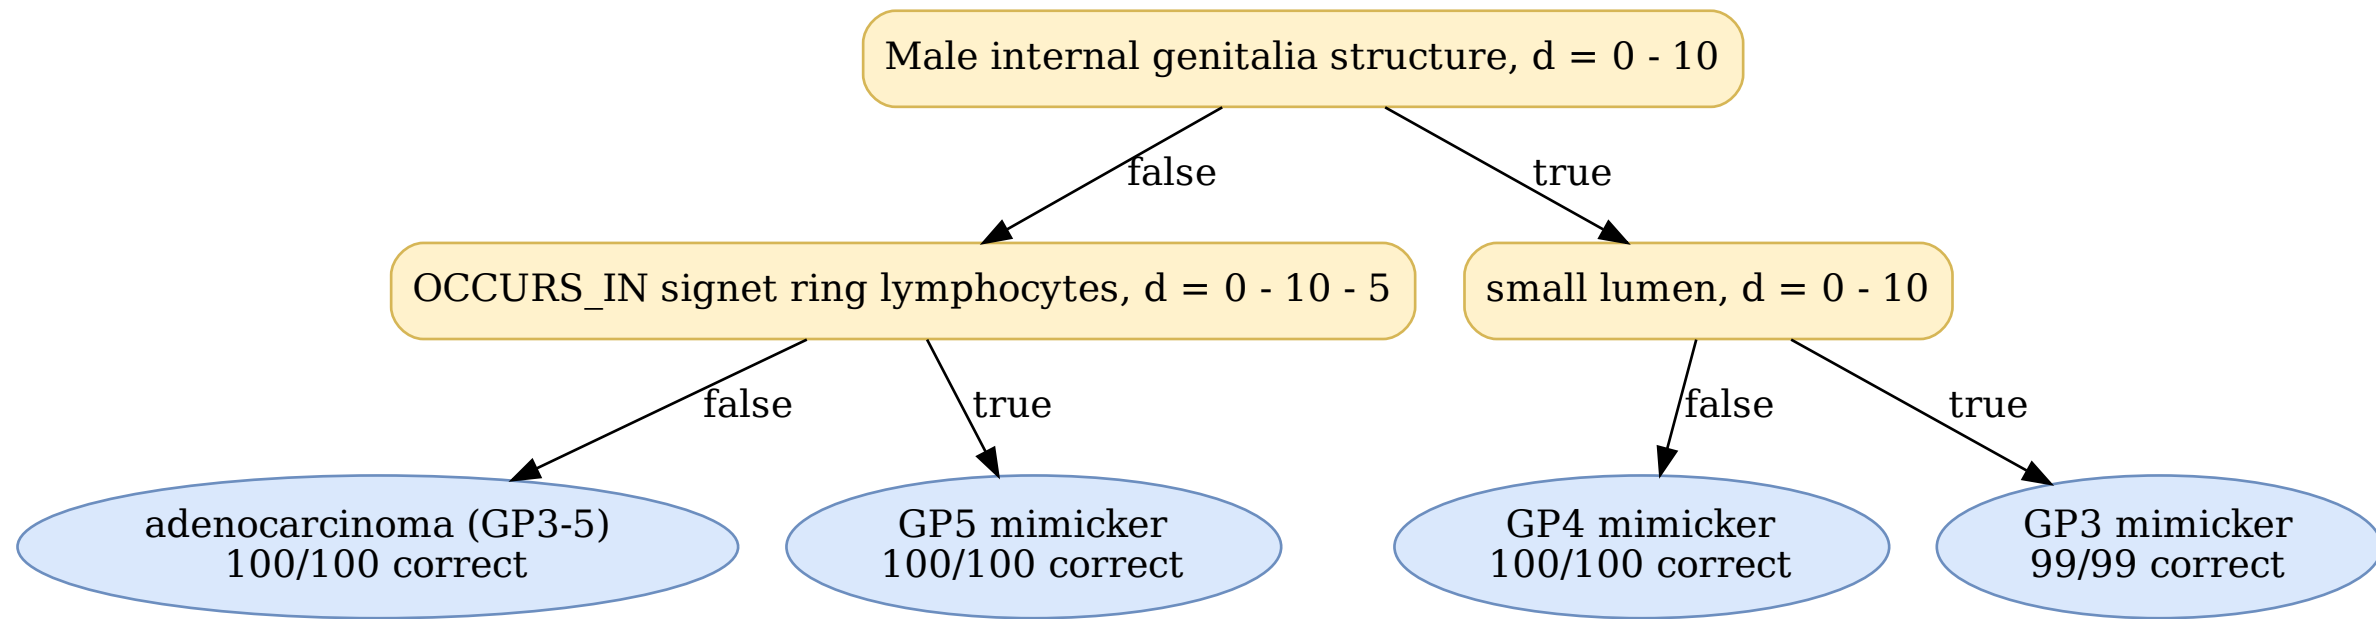 Male internal genitalia structure, d = 0 - 10
false
true
OCCURS_IN signet ring lymphocytes, d = 0 - 10 - 5
small lumen, d = 0 - 10
false
true
false
true
adenocarcinoma (GP3-5)
100/100 correct
GP5 mimicker
100/100 correct
GP4 mimicker
100/100 correct
GP3 mimicker
99/99 correct